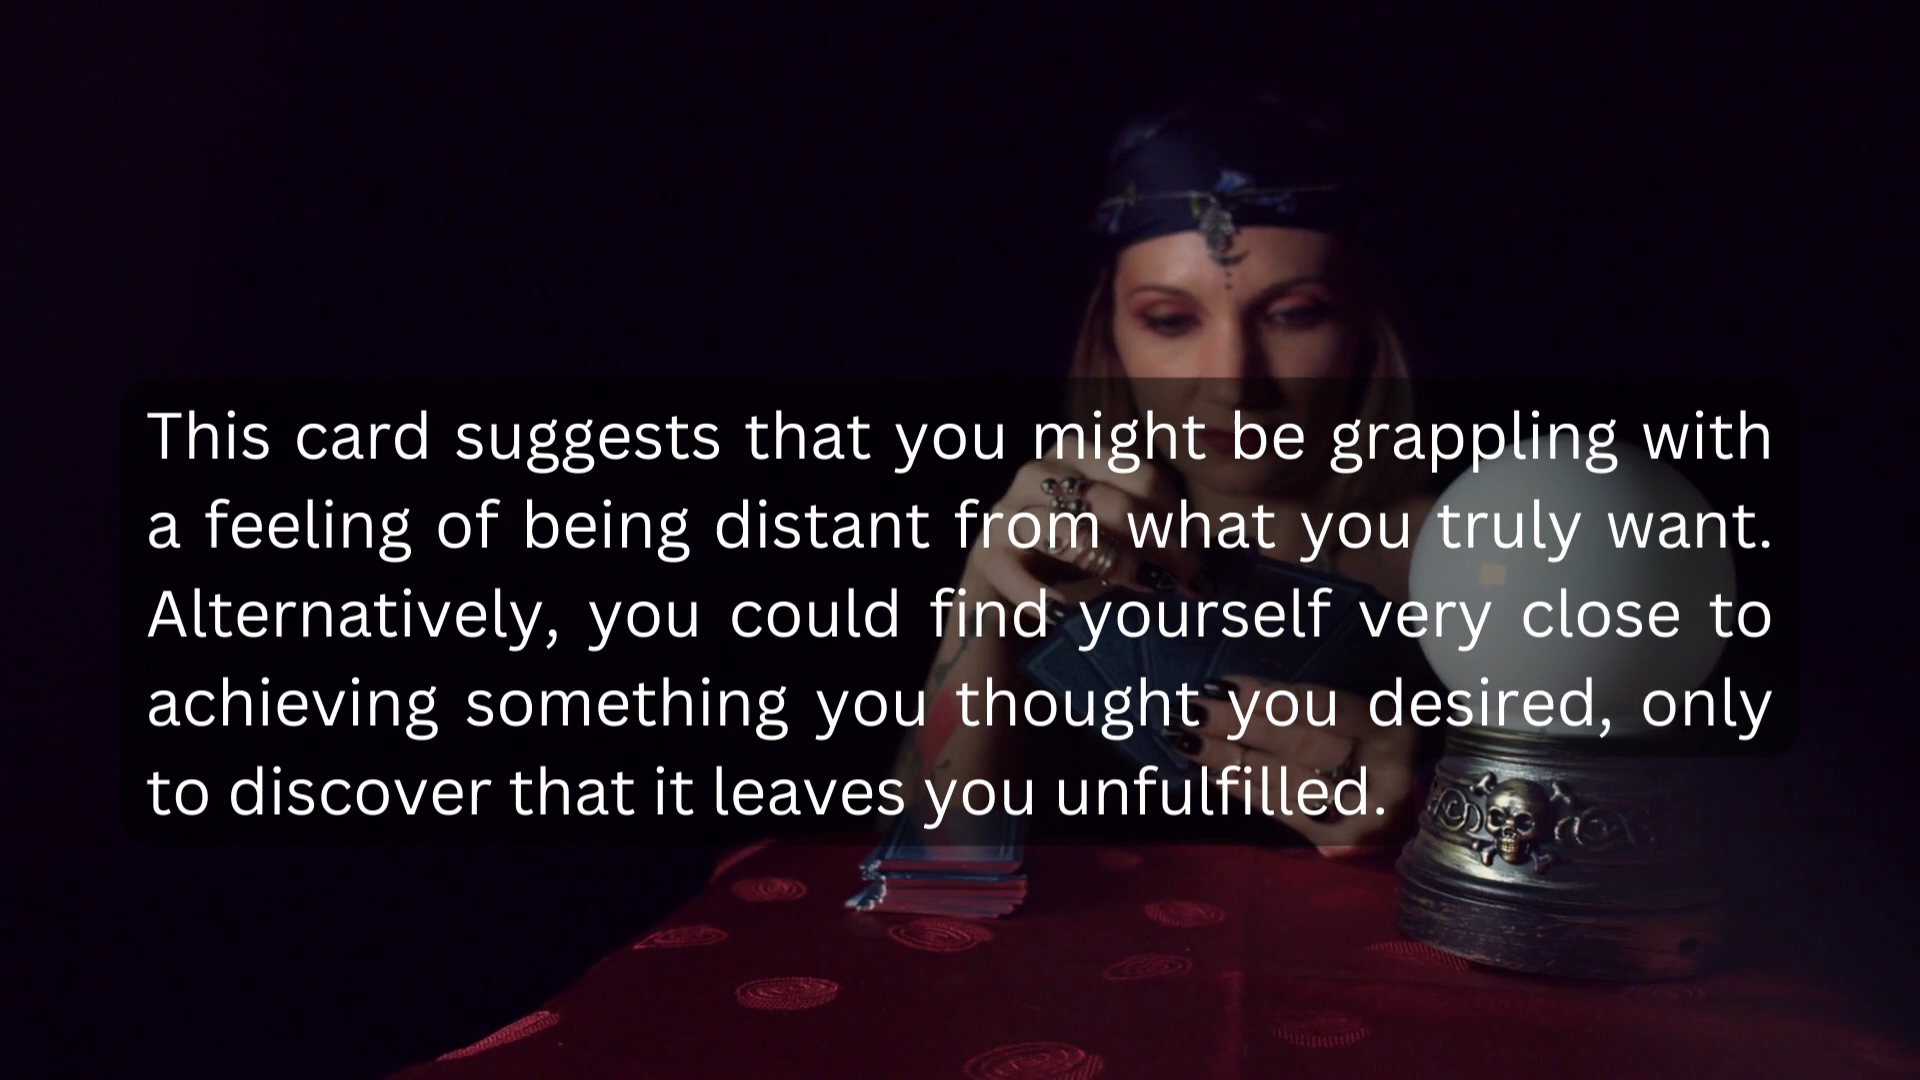 This card suggests that you might be grappling with
a feeling of being distant from what you truly want.
Alternatively, you could find yourself very close to
achieving something you thought you desired, only
to discover that it leaves you unfulfilled.